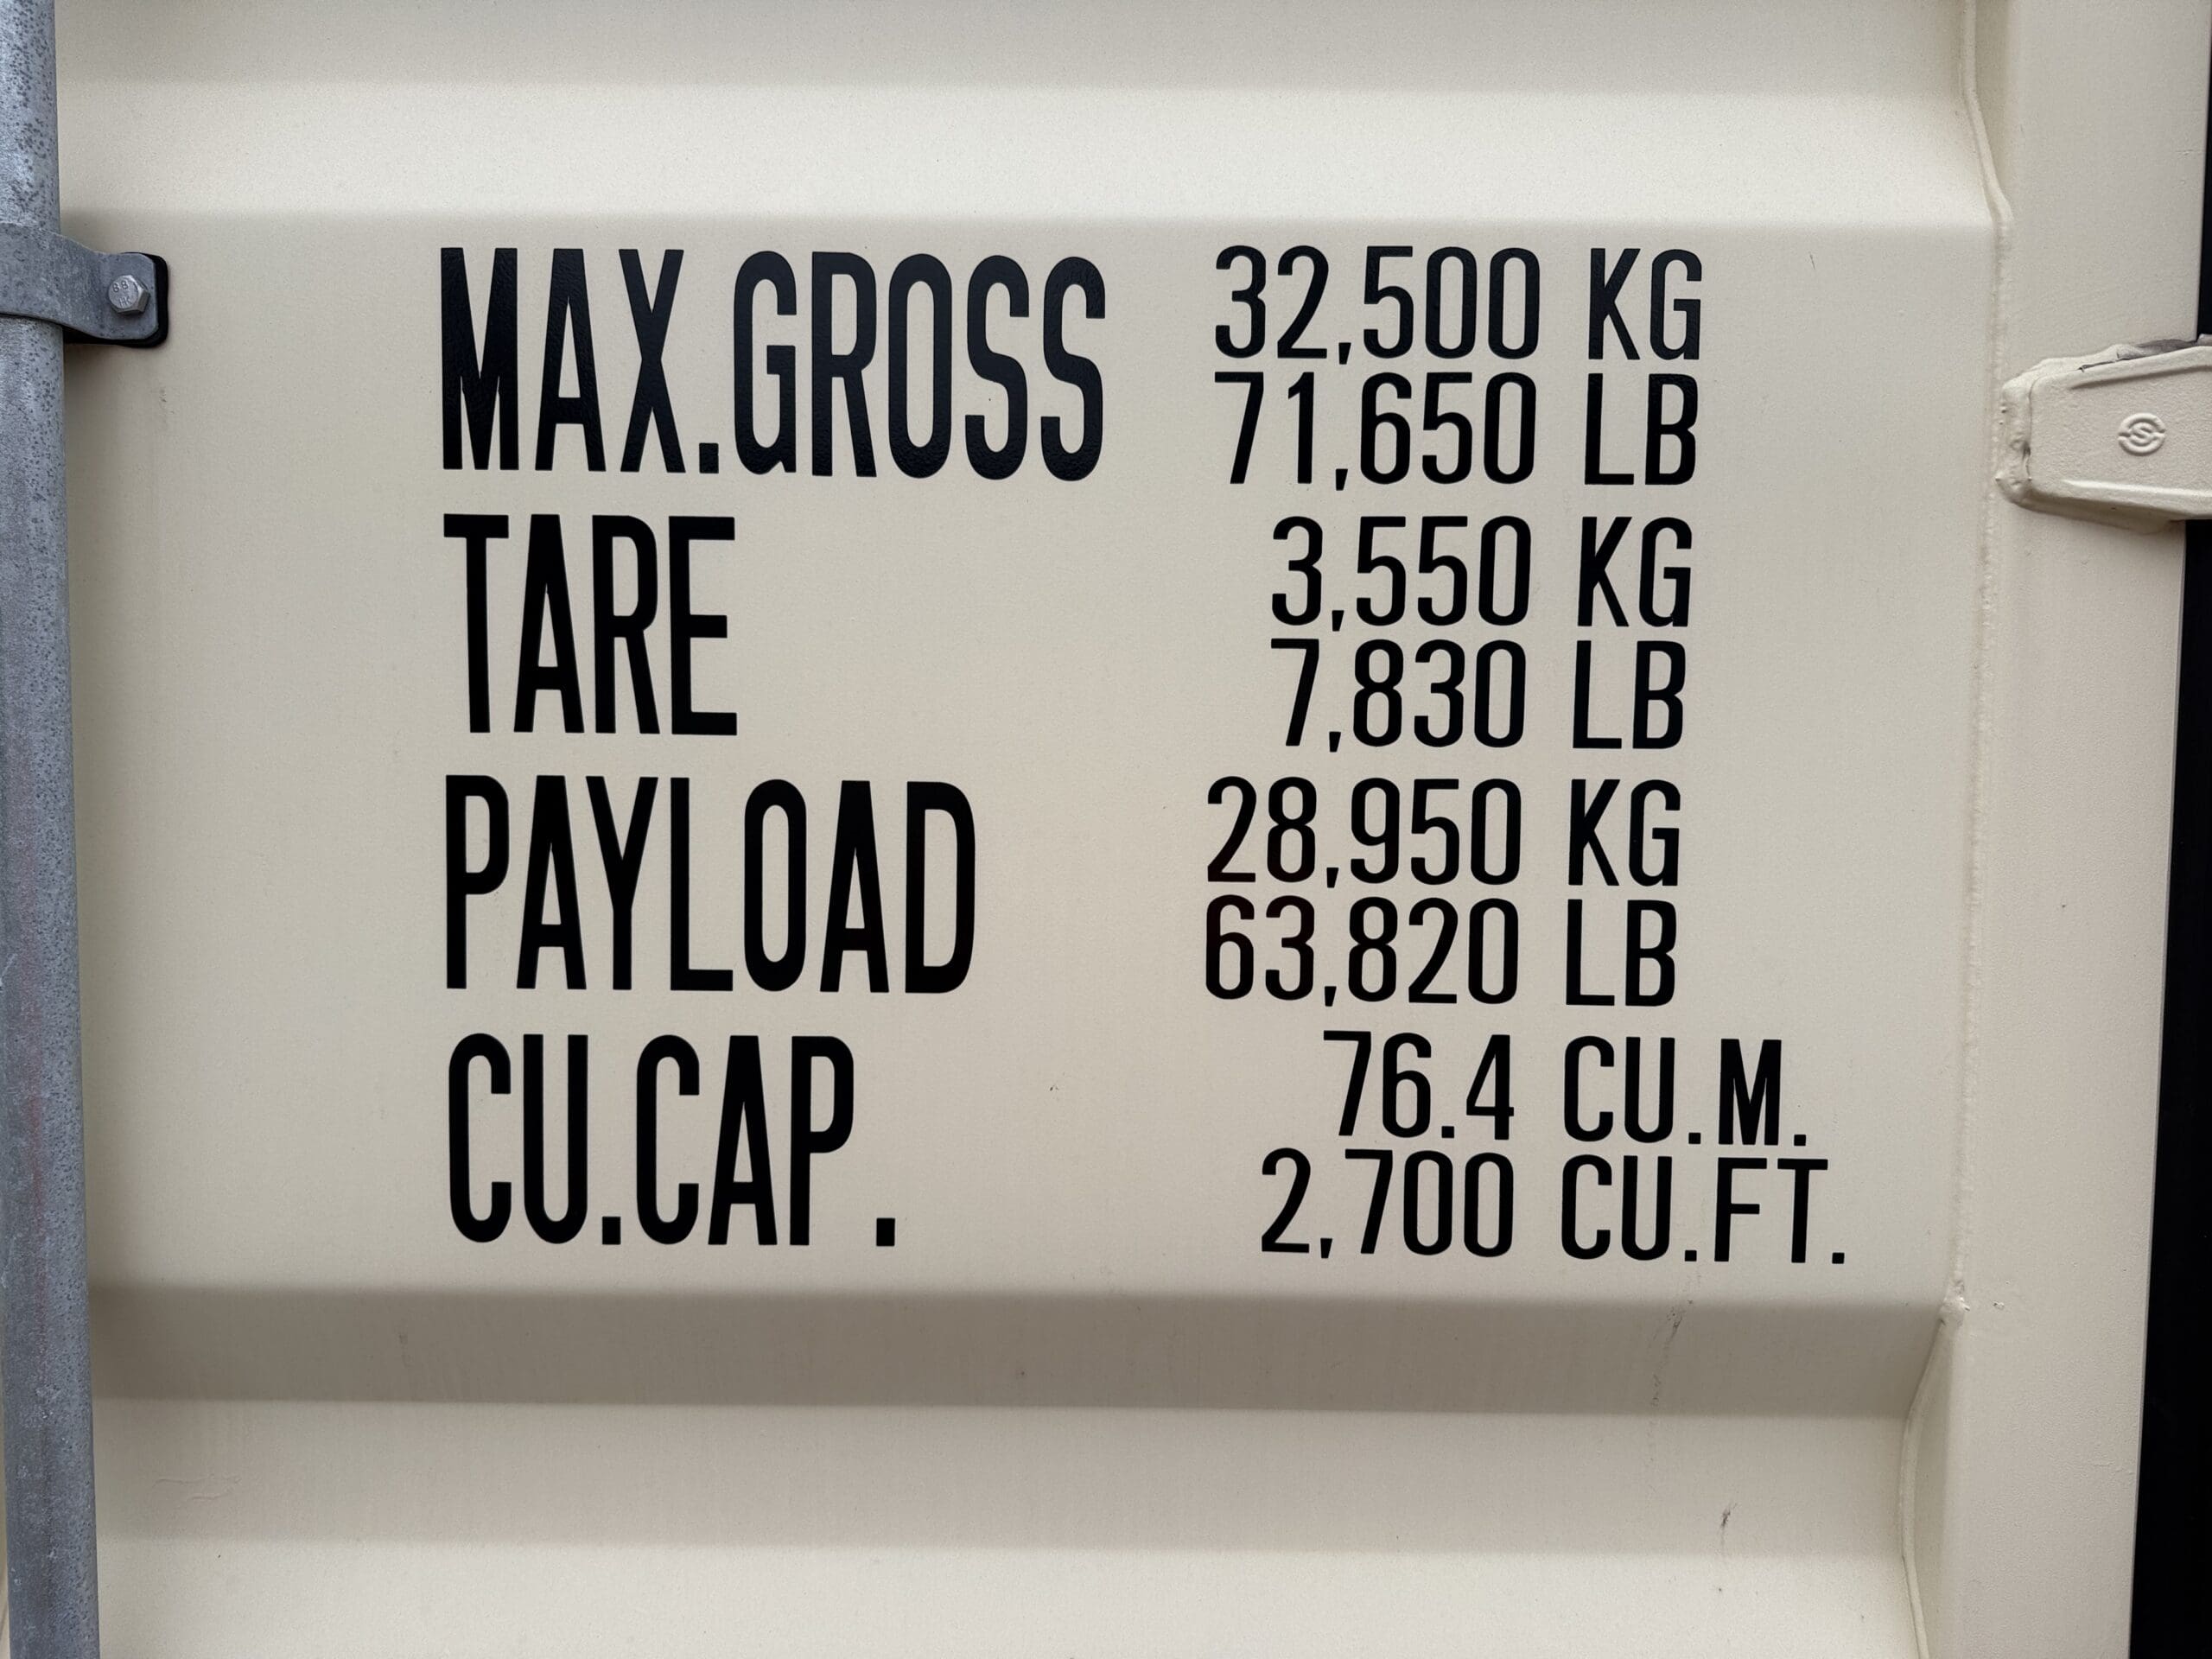 MAX.GROSS 32,500 KG
71,650 LB
TARE 3,550 KG
7,830 LB
PAYLOAD 28,950 KG
63,820 LB
CU.CAP. 76.4 CU.M.
2,700 CU.FT.